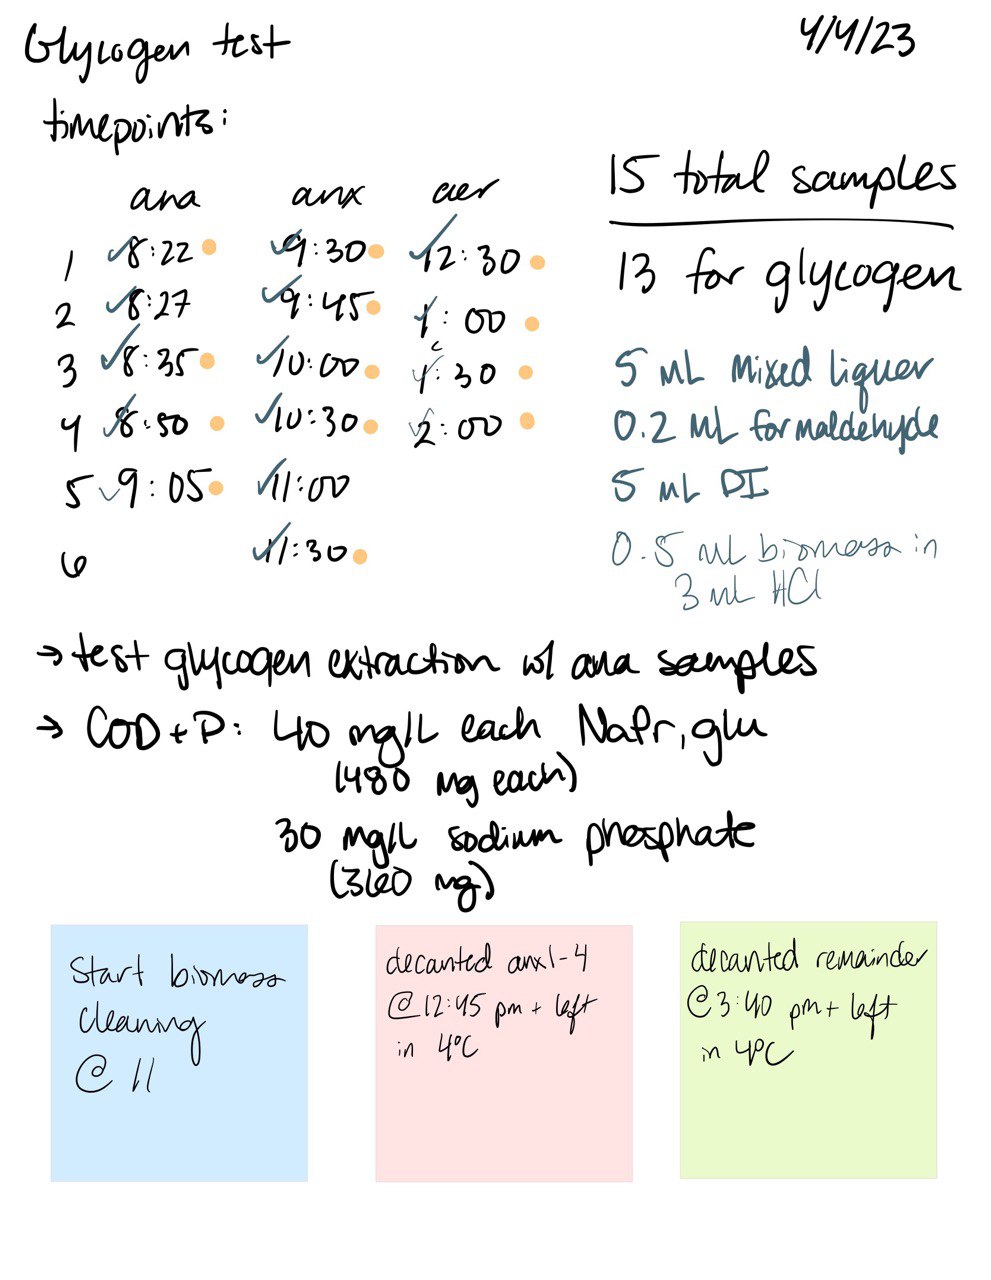 Glycogen test 4/4/23
timepoints:
ana anx aer
1 8:22 9:30 12:30
2 8:27 9:45 1:00
3 8:35 10:00 1:30
4 8:50 10:30 2:00
5 9:05 11:00
6 11:30
15 total samples
13 for glycogen
5 mL Mixed liquer
0.2 mL formaldehyde
5 mL DI
0.5 mL biomass in
3 mL HCl
→ test glycogen extraction w/ ana samples
→ COD + P: 40 mg/L each NaPr, glu
(480 mg each)
30 mg/L sodium phosphate
(360 mg)
Start biomass
cleaning
@ 11
decanted anx1-4
@ 12:45 pm + left
in 4°C
decanted remainder
@ 3:40 pm + left
in 4°C